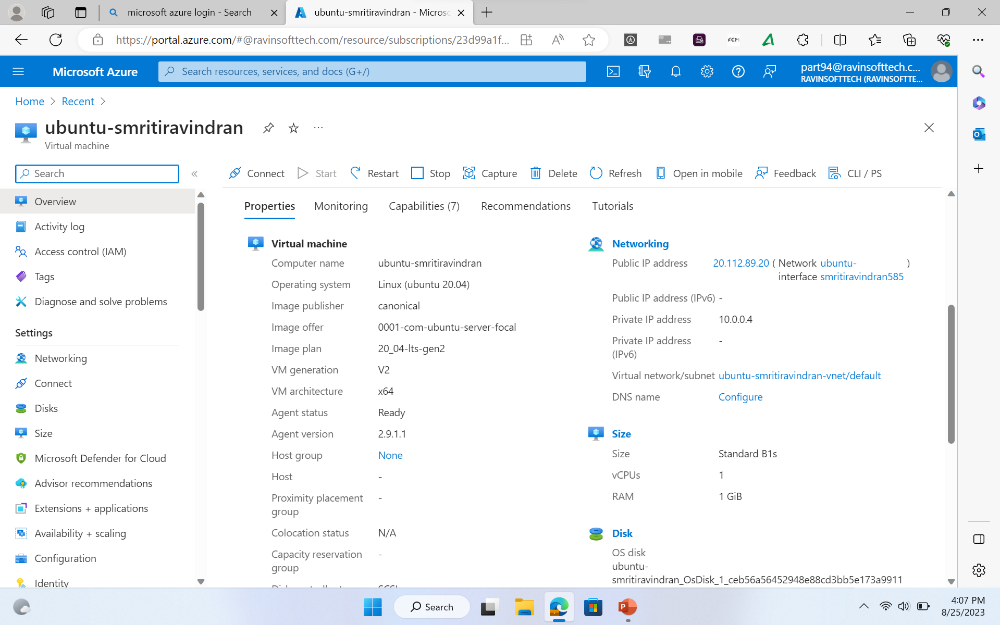 microsoft azure login - Search
ubuntu-smritiravindran - Microsc
https://portal.azure.com/#@ravinsofttech.com/resource/subscriptions/23d99a1f...
FCM
Microsoft Azure
Search resources, services, and docs (G+/)
part94@ravinsofttech.c...
RAVINSOFTTECH (RAVINSOFTTE...
Home > Recent >
ubuntu-smritiravindran
Virtual machine
Search
Connect
Start
Restart
Stop
Capture
Delete
Refresh
Open in mobile
Feedback
CLI / PS
Overview
Activity log
Access control (IAM)
Tags
Diagnose and solve problems
Settings
Networking
Connect
Disks
Size
Microsoft Defender for Cloud
Advisor recommendations
Extensions + applications
Availability + scaling
Configuration
Identity
Properties
Monitoring
Capabilities (7)
Recommendations
Tutorials
Virtual machine
Computer name ubuntu-smritiravindran
Operating system Linux (ubuntu 20.04)
Image publisher canonical
Image offer 0001-com-ubuntu-server-focal
Image plan 20_04-lts-gen2
VM generation V2
VM architecture x64
Agent status Ready
Agent version 2.9.1.1
Host group None
Host -
Proximity placement -
group
Colocation status N/A
Capacity reservation -
group
Networking
Public IP address 20.112.89.20 ( Network ubuntu- )
interface smritiravindran585
Public IP address (IPv6) -
Private IP address 10.0.0.4
Private IP address -
(IPv6)
Virtual network/subnet ubuntu-smritiravindran-vnet/default
DNS name Configure
Size
Size Standard B1s
vCPUs 1
RAM 1 GiB
Disk
OS disk
ubuntu-
smritiravindran_OsDisk_1_ceb56a56452948e88cd3bb5e173a9911
Search
4:07 PM
8/25/2023